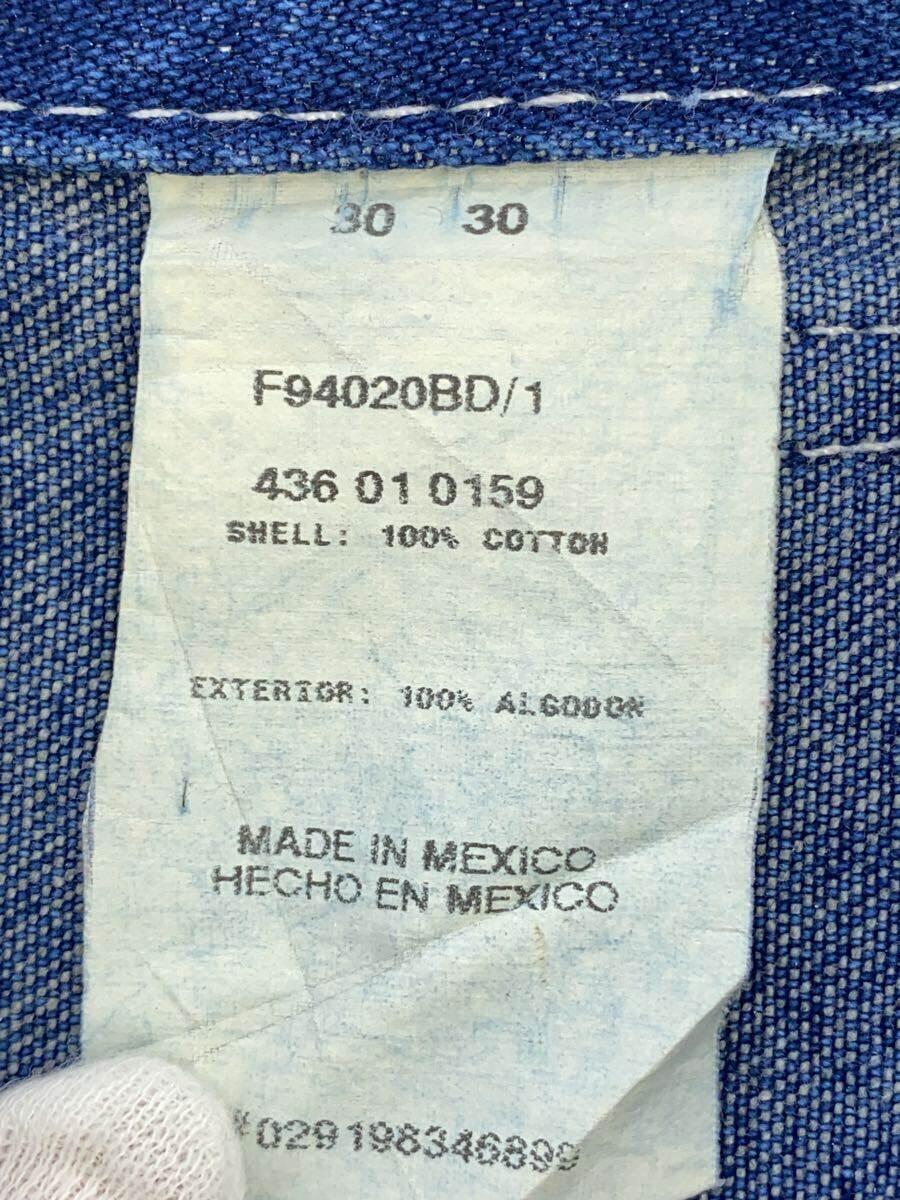 30 30
F94020BD/1
436 01 0159
SHELL: 100% COTTON
EXTERIOR: 100% ALGODON
MADE IN MEXICO
HECHO EN MEXICO
#029198346899